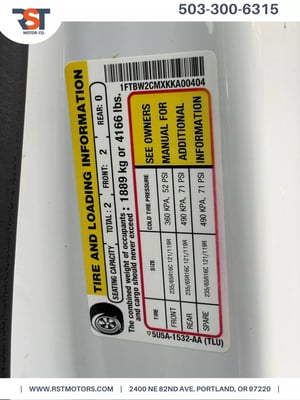 RST
MOTORS
503-300-6315
1FTBW2CMXKKA00404
TIRE AND LOADING INFORMATION
SEATING CAPACITY TOTAL: 2 FRONT: 2 REAR: 0
The combined weight of occupants and cargo should never exceed: 1889 kg or 4166 lbs.
TIRE SIZE COLD TIRE PRESSURE
FRONT 235/65R16C 121/119R 360 KPA, 52 PSI
REAR 235/65R16C 121/119R 490 KPA, 71 PSI
SPARE 235/65R16C 121/119R 490 KPA, 71 PSI
SEE OWNERS
MANUAL FOR
ADDITIONAL
INFORMATION
5U5A-1532-AA (TLU)
| WWW.RSTMOTORS.COM | 2400 NE 82ND AVE. PORTLAND, OR 97220 |